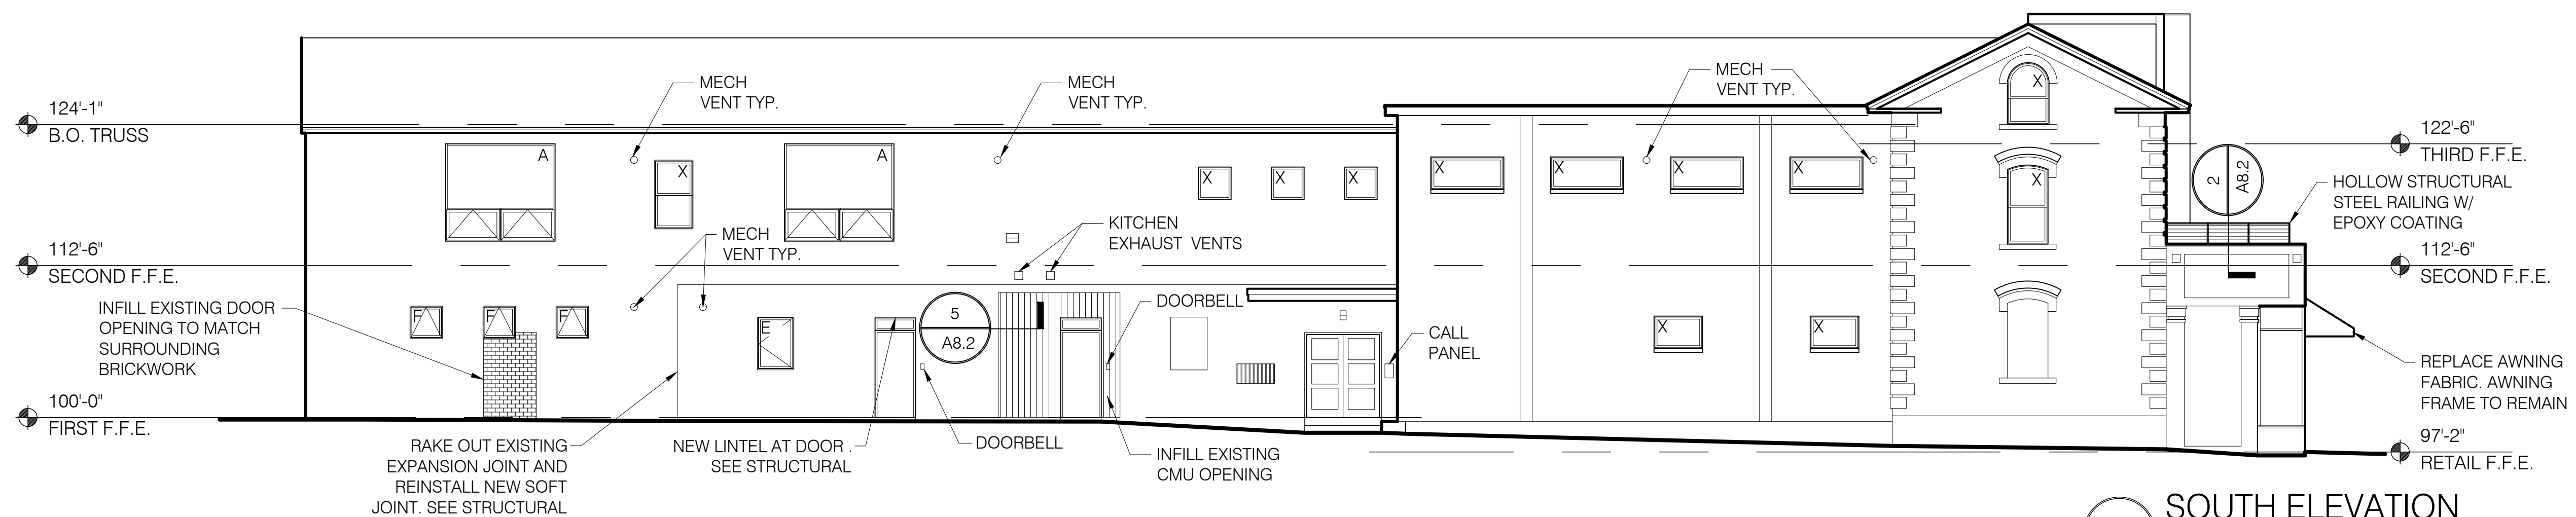 124'-1"
B.O. TRUSS
112'-6"
SECOND F.F.E.
INFILL EXISTING DOOR
OPENING TO MATCH
SURROUNDING
BRICKWORK
100'-0"
FIRST F.F.E.
MECH
VENT TYP.
MECH
VENT TYP.
MECH
VENT TYP.
A
X
A
X
X
X
X
X
X
X
X
X
MECH
VENT TYP.
KITCHEN
EXHAUST VENTS
F
F
F
E
5
A8.2
DOORBELL
CALL
PANEL
X
X
RAKE OUT EXISTING
EXPANSION JOINT AND
REINSTALL NEW SOFT
JOINT. SEE STRUCTURAL
NEW LINTEL AT DOOR .
SEE STRUCTURAL
DOORBELL
INFILL EXISTING
CMU OPENING
122'-6"
THIRD F.F.E.
2
A8.2
HOLLOW STRUCTURAL
STEEL RAILING W/
EPOXY COATING
112'-6"
SECOND F.F.E.
REPLACE AWNING
FABRIC. AWNING
FRAME TO REMAIN
97'-2"
RETAIL F.F.E.
SOUTH ELEVATION